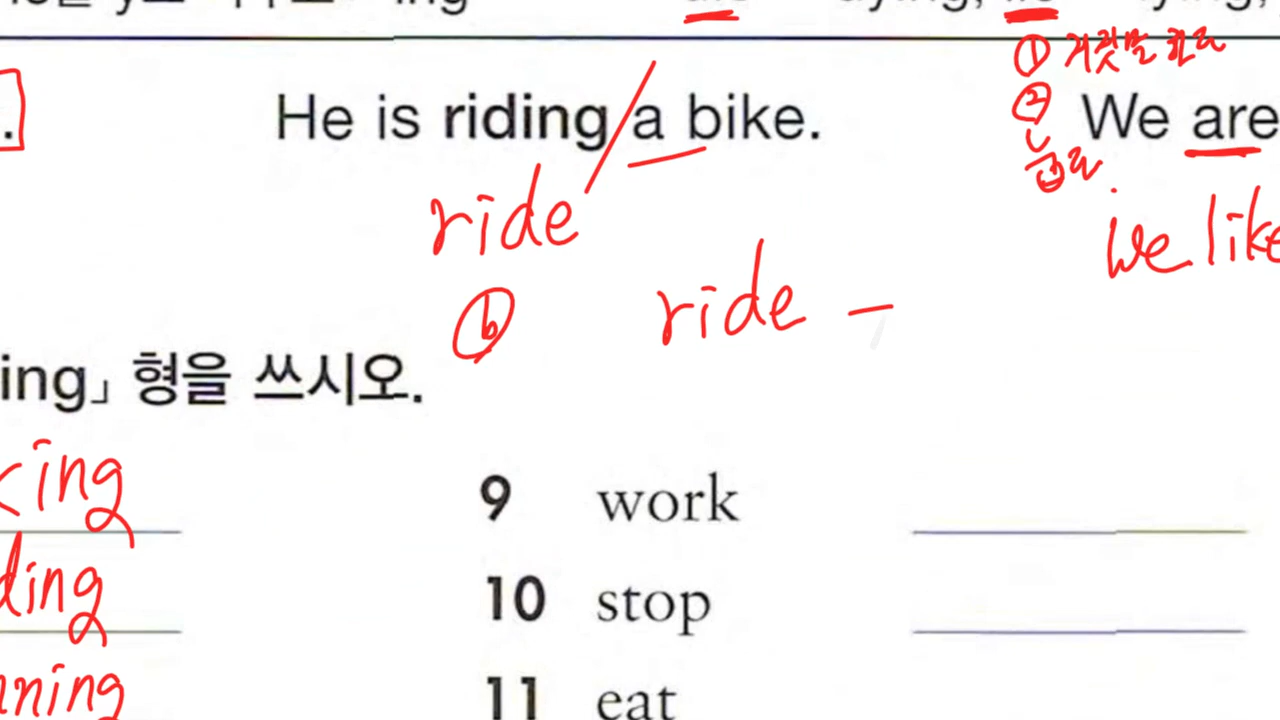 ing
① 거짓말 하다
He is riding a bike.
②
We are
눕다
ride
we like
ⓑ ride –
ing」 형을 쓰시오.
king
9 work
ding
10 stop
nning
11 eat